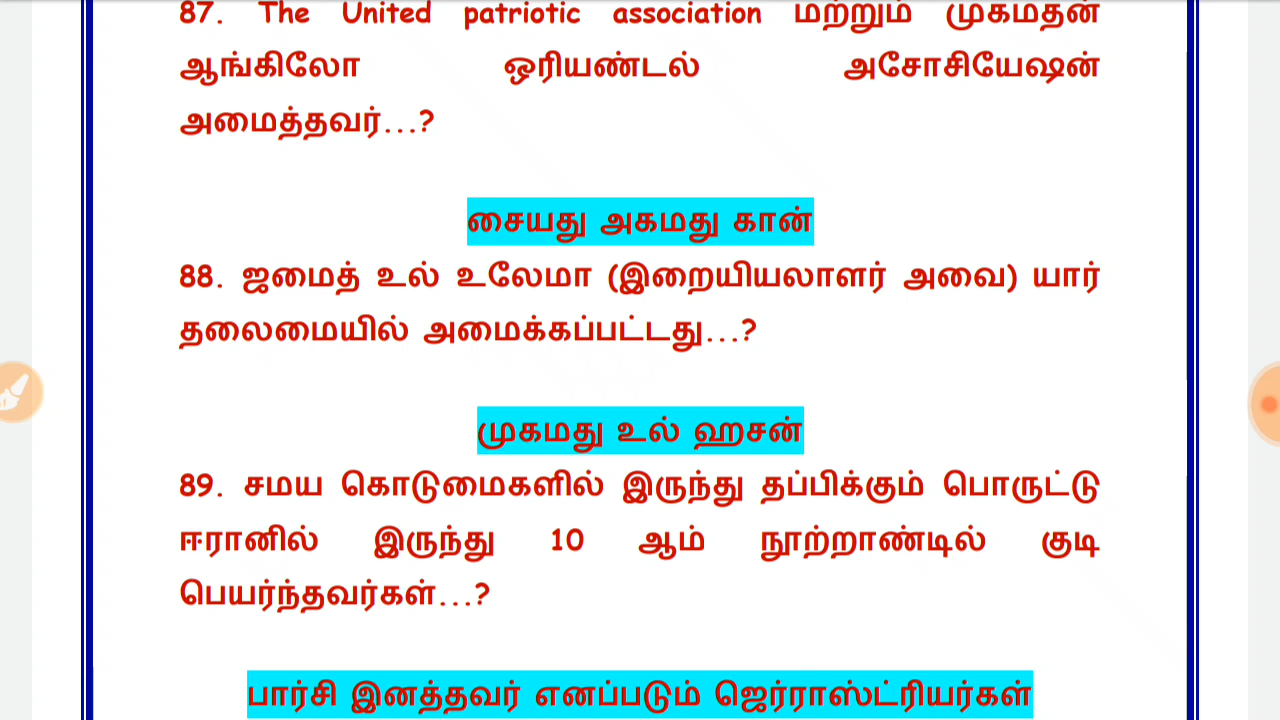 87. The United patriotic association மற்றும் முகமதன்
ஆங்கிலோ ஒரியண்டல் அசோசியேஷன்
அமைத்தவர்...?
சையது அகமது கான்
88. ஜமைத் உல் உலேமா (இறையியலாளர் அவை) யார்
தலைமையில் அமைக்கப்பட்டது...?
முகமது உல் ஹசன்
89. சமய கொடுமைகளில் இருந்து தப்பிக்கும் பொருட்டு
ஈரானில் இருந்து 10 ஆம் நூற்றாண்டில் குடி
பெயர்ந்தவர்கள்...?
பார்சி இனத்தவர் எனப்படும் ஜெர்ராஸ்ட்ரியர்கள்